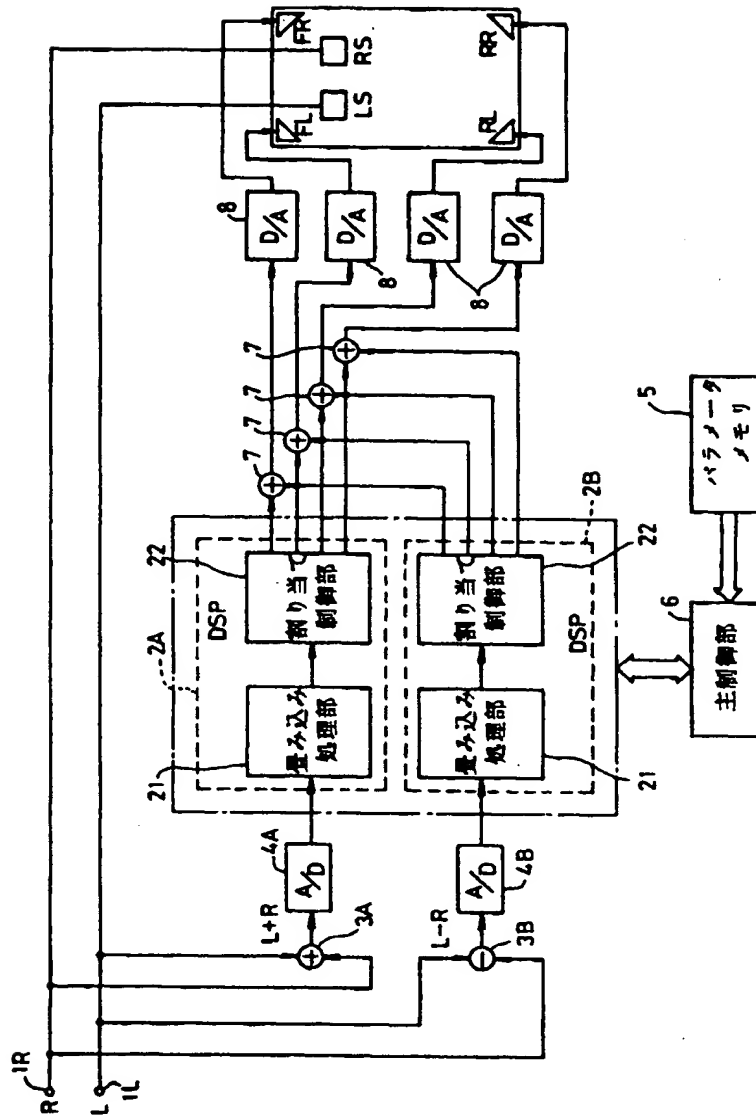 R
1R
L
1L
L+R
3A
4A
A/D
L−R
3B
4B
A/D
2A
DSP
21
畳み込み
処理部
22
割り当て
制御部
2B
DSP
21
畳み込み
処理部
22
割り当て
制御部
7
7
7
7
8
D/A
D/A
8
D/A
D/A
8
FL
FR
LS
RS
RL
RR
6
主制御部
5
パラメータ
メモリ